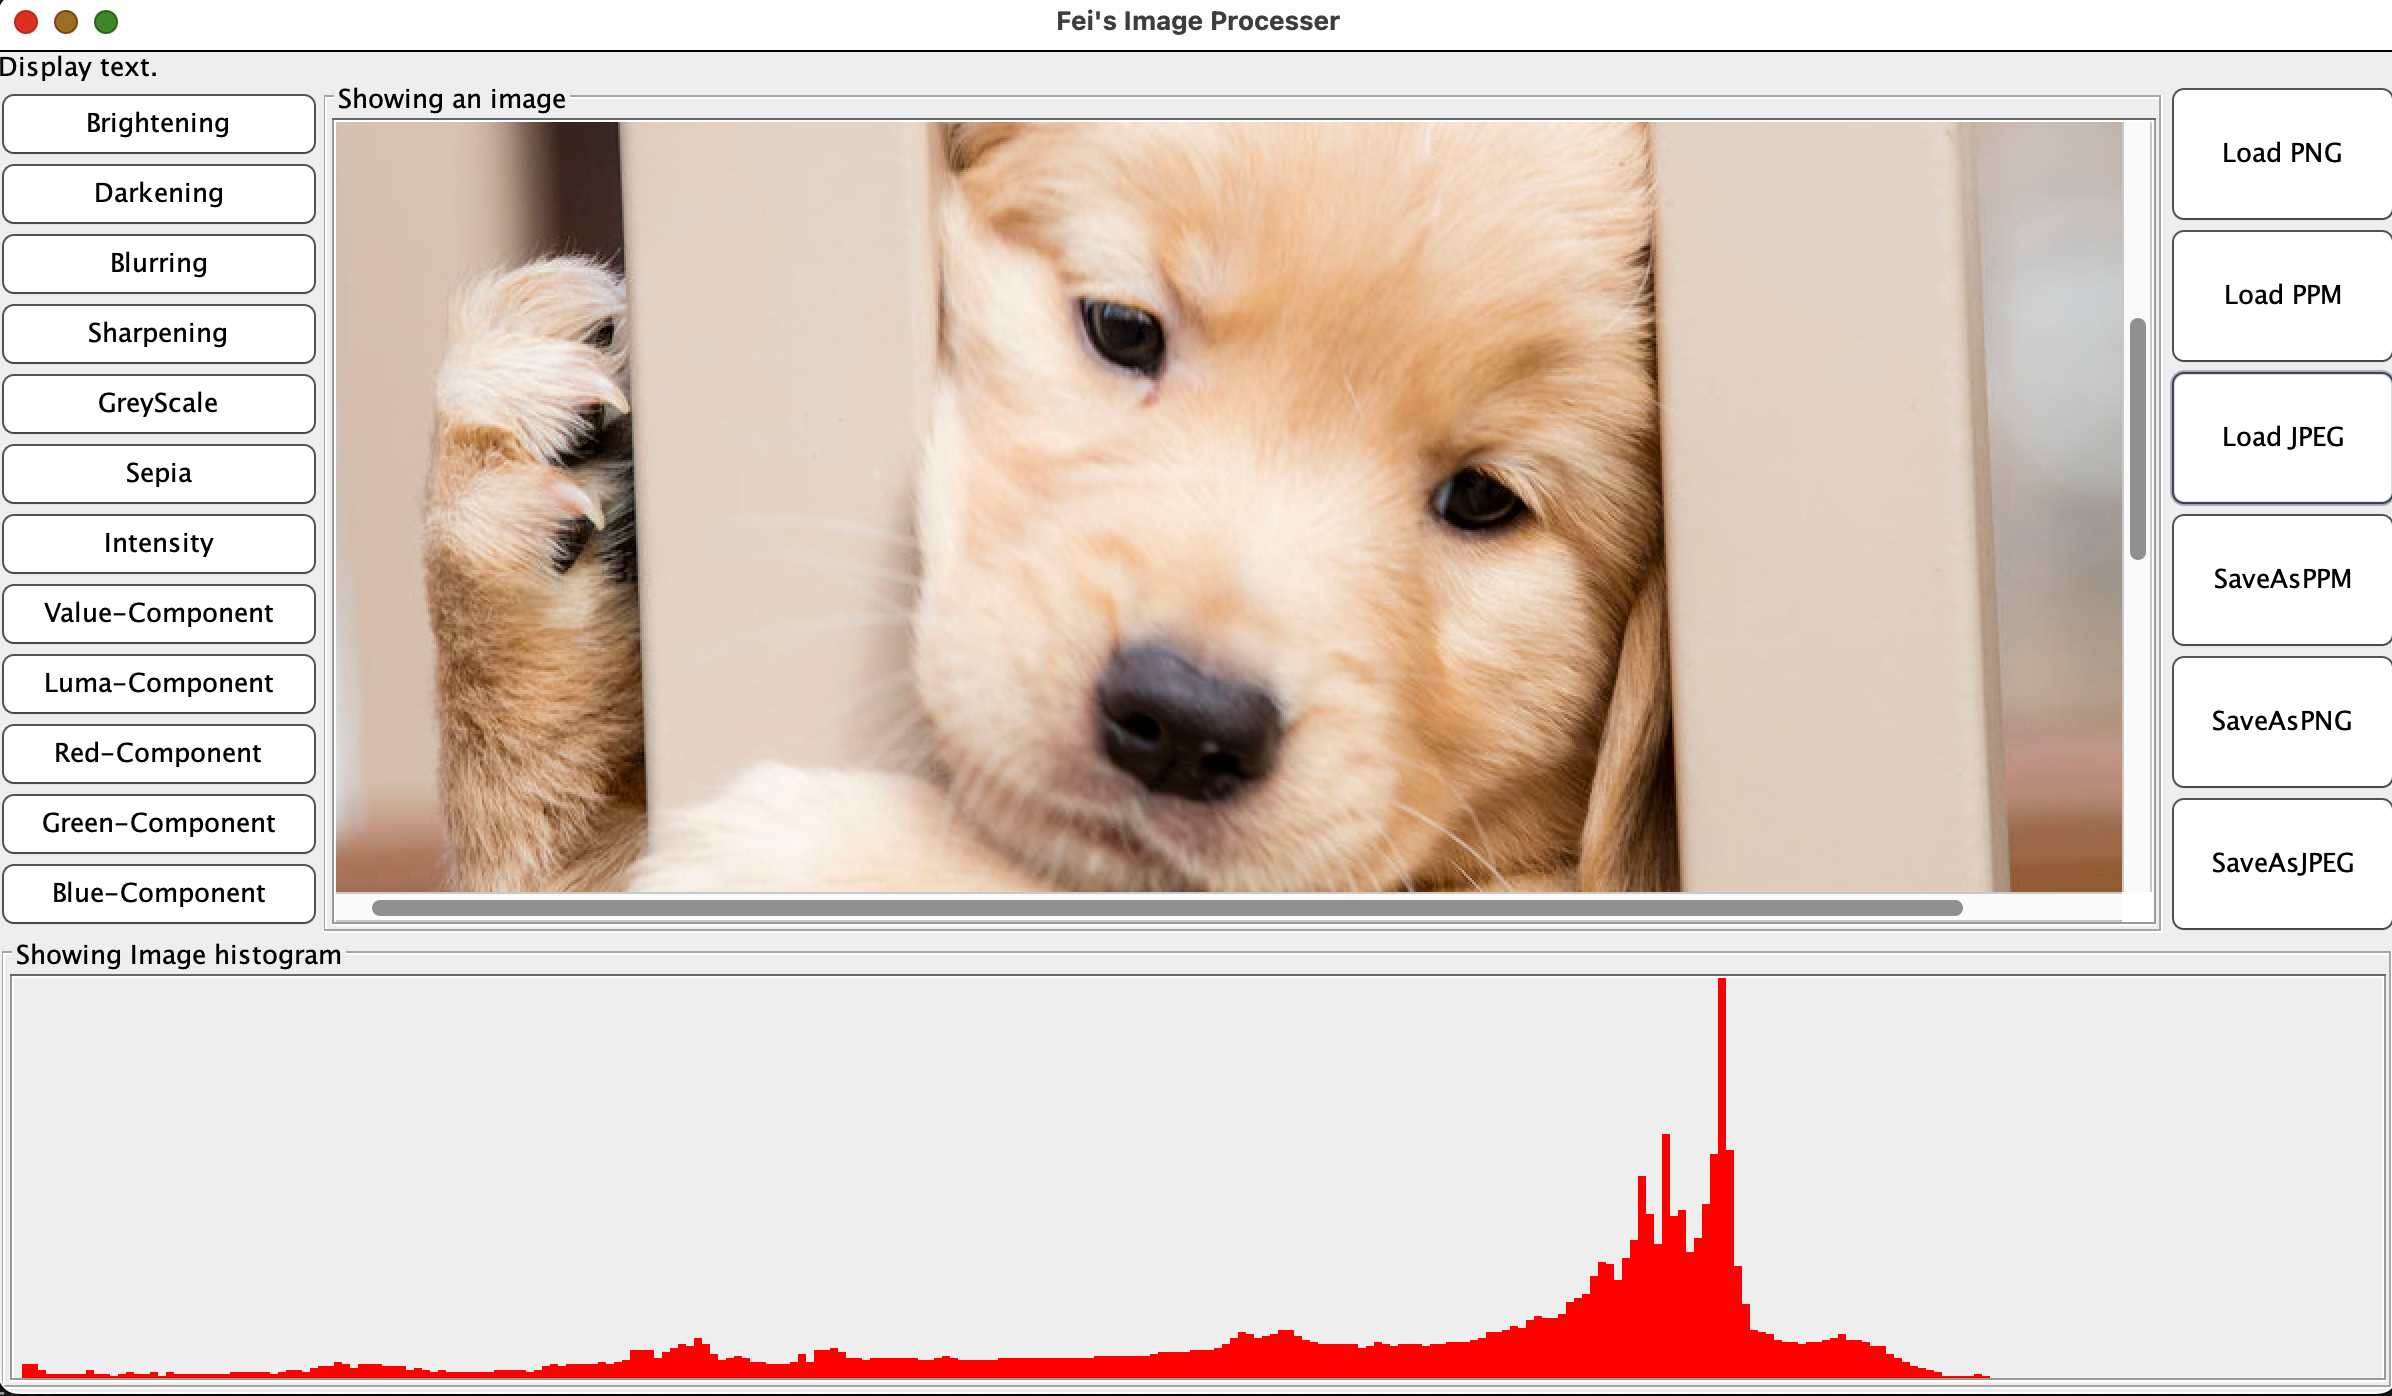 Fei's Image Processer
Display text.
Brightening
Darkening
Blurring
Sharpening
GreyScale
Sepia
Intensity
Value-Component
Luma-Component
Red-Component
Green-Component
Blue-Component
Showing an image
Load PNG
Load PPM
Load JPEG
SaveAsPPM
SaveAsPNG
SaveAsJPEG
Showing Image histogram